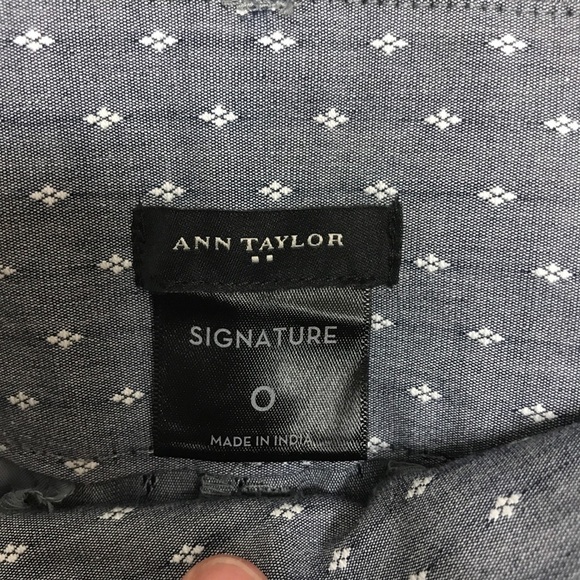 ANN TAYLOR
SIGNATURE
0
MADE IN INDIA